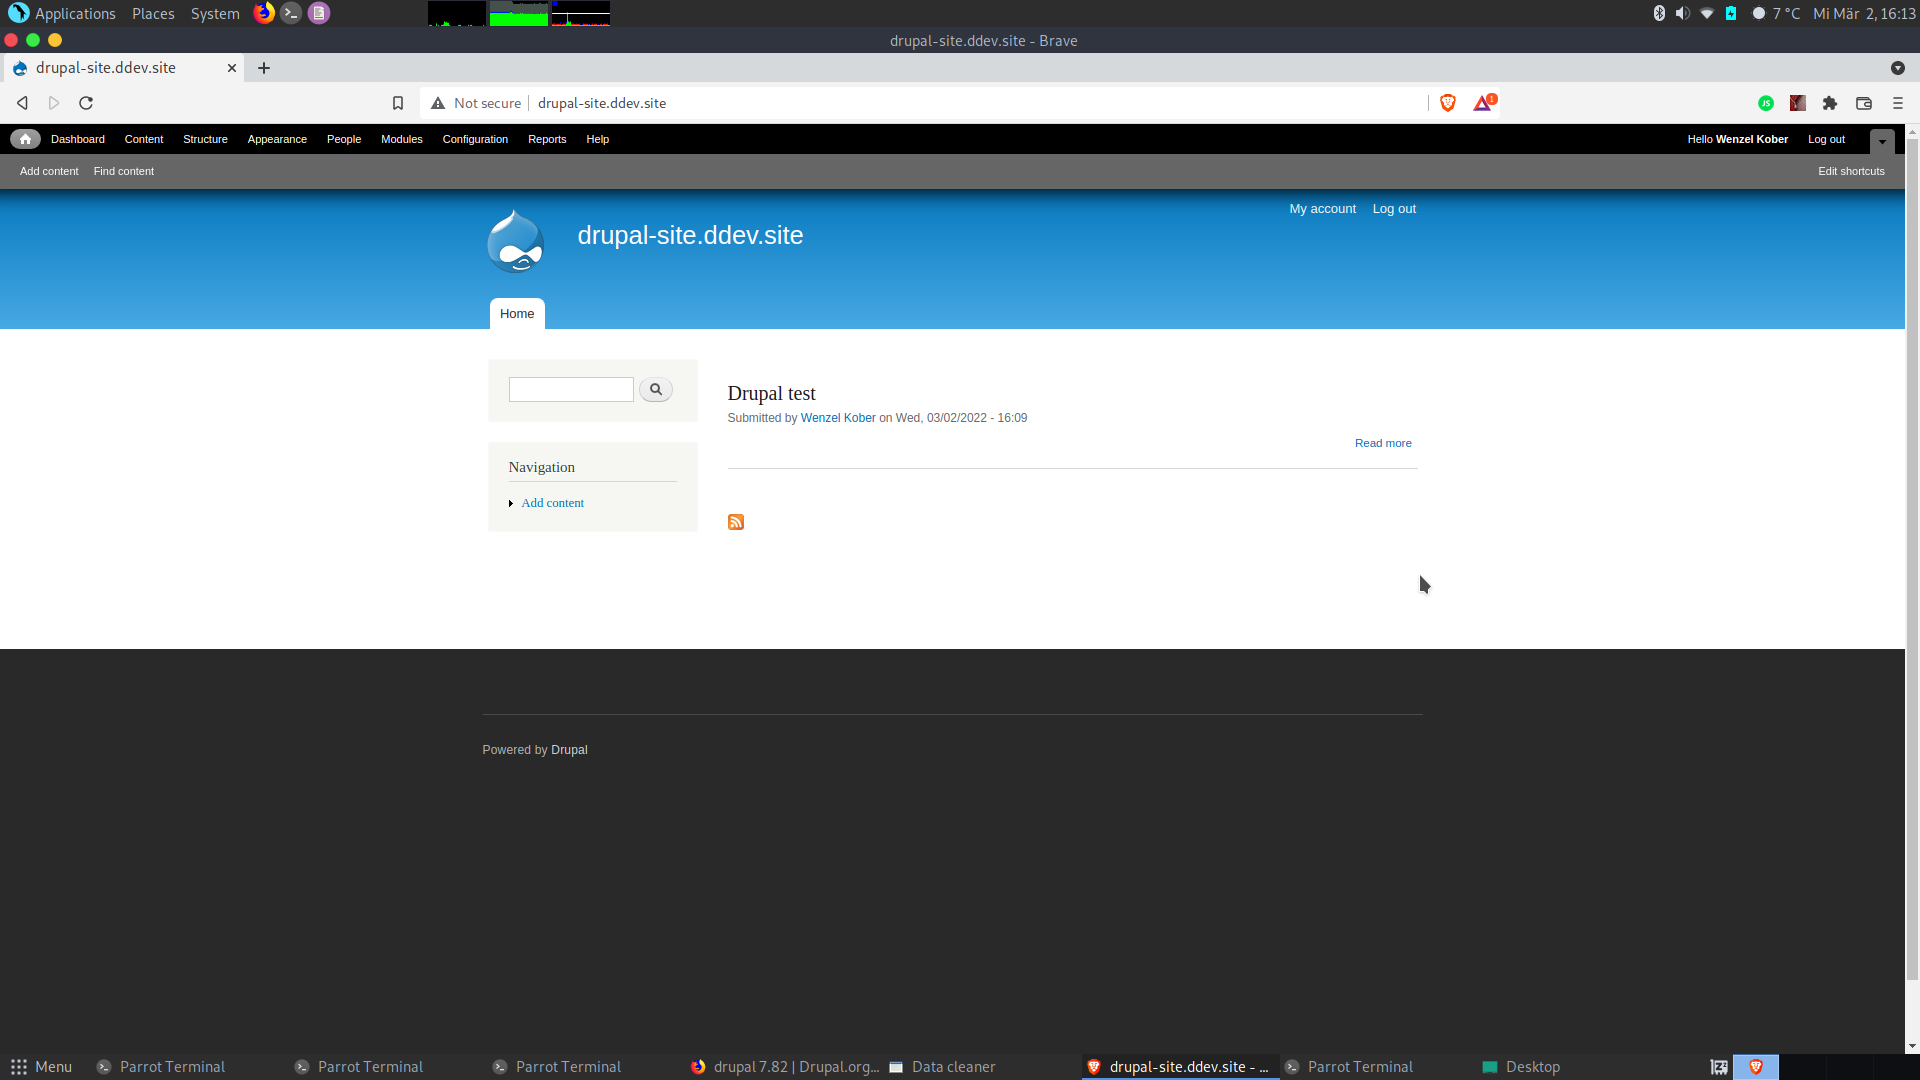 Applications Places System 7 °C Mi Mär 2, 16:13
drupal-site.ddev.site - Brave
drupal-site.ddev.site
Not secure drupal-site.ddev.site 1
JS
Dashboard Content Structure Appearance People Modules Configuration Reports Help Hello Wenzel Kober Log out
Add content Find content Edit shortcuts
My account Log out
drupal-site.ddev.site
Home
Drupal test
Submitted by Wenzel Kober on Wed, 03/02/2022 - 16:09
Read more
Navigation
Add content
Powered by Drupal
Menu Parrot Terminal Parrot Terminal Parrot Terminal drupal 7.82 | Drupal.org... Data cleaner drupal-site.ddev.site - ... Parrot Terminal Desktop